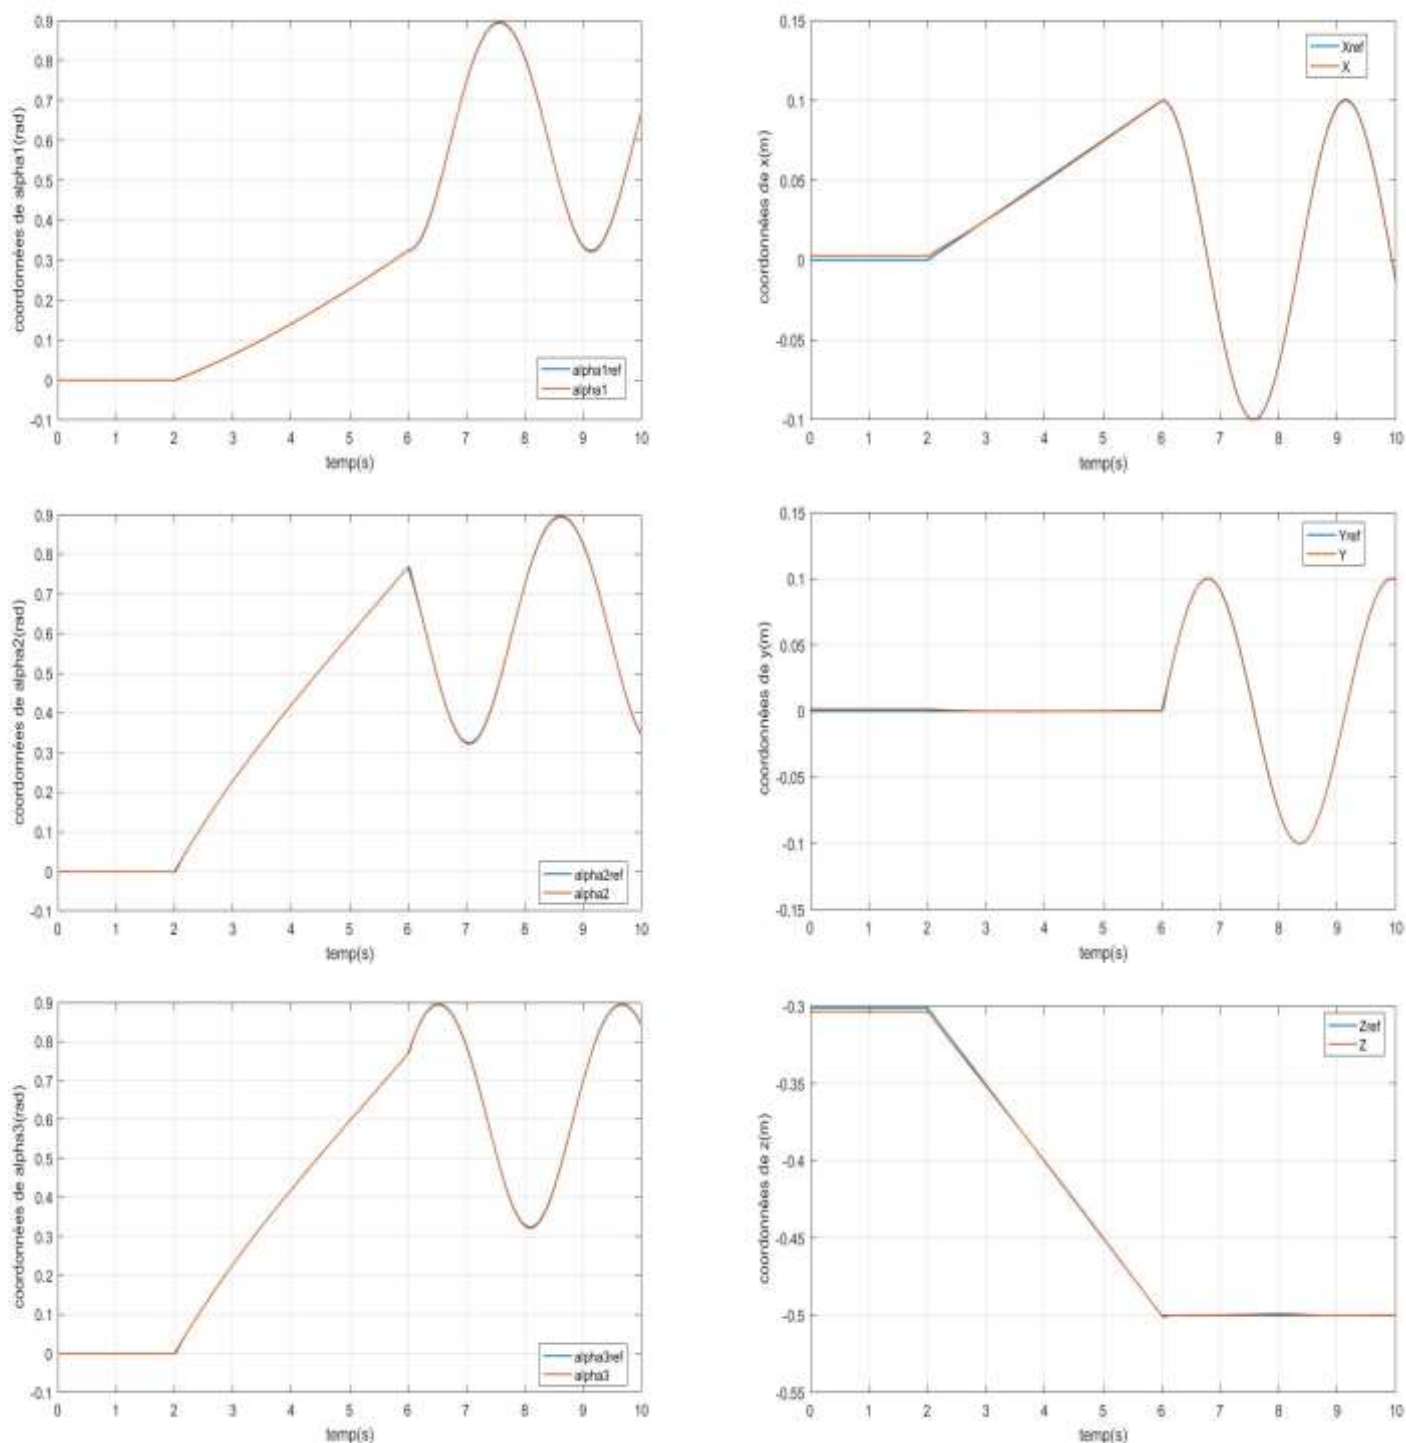 0.9
0.8
0.7
0.6
0.5
0.4
0.3
0.2
0.1
0
-0.1
coordonnées de alpha1(rad)
alpha1ref
alpha1
0 1 2 3 4 5 6 7 8 9 10
temp(s)
0.15
0.1
0.05
0
-0.05
-0.1
coordonnées de x(m)
Xref
X
0 1 2 3 4 5 6 7 8 9 10
temp(s)
0.9
0.8
0.7
0.6
0.5
0.4
0.3
0.2
0.1
0
-0.1
coordonnées de alpha2(rad)
alpha2ref
alpha2
0 1 2 3 4 5 6 7 8 9 10
temp(s)
0.15
0.1
0.05
0
-0.05
-0.1
-0.15
coordonnées de y(m)
Yref
Y
0 1 2 3 4 5 6 7 8 9 10
temp(s)
0.9
0.8
0.7
0.6
0.5
0.4
0.3
0.2
0.1
0
-0.1
coordonnées de alpha3(rad)
alpha3ref
alpha3
0 1 2 3 4 5 6 7 8 9 10
temp(s)
-0.3
-0.35
-0.4
-0.45
-0.5
-0.55
coordonnées de z(m)
Zref
Z
0 1 2 3 4 5 6 7 8 9 10
temp(s)